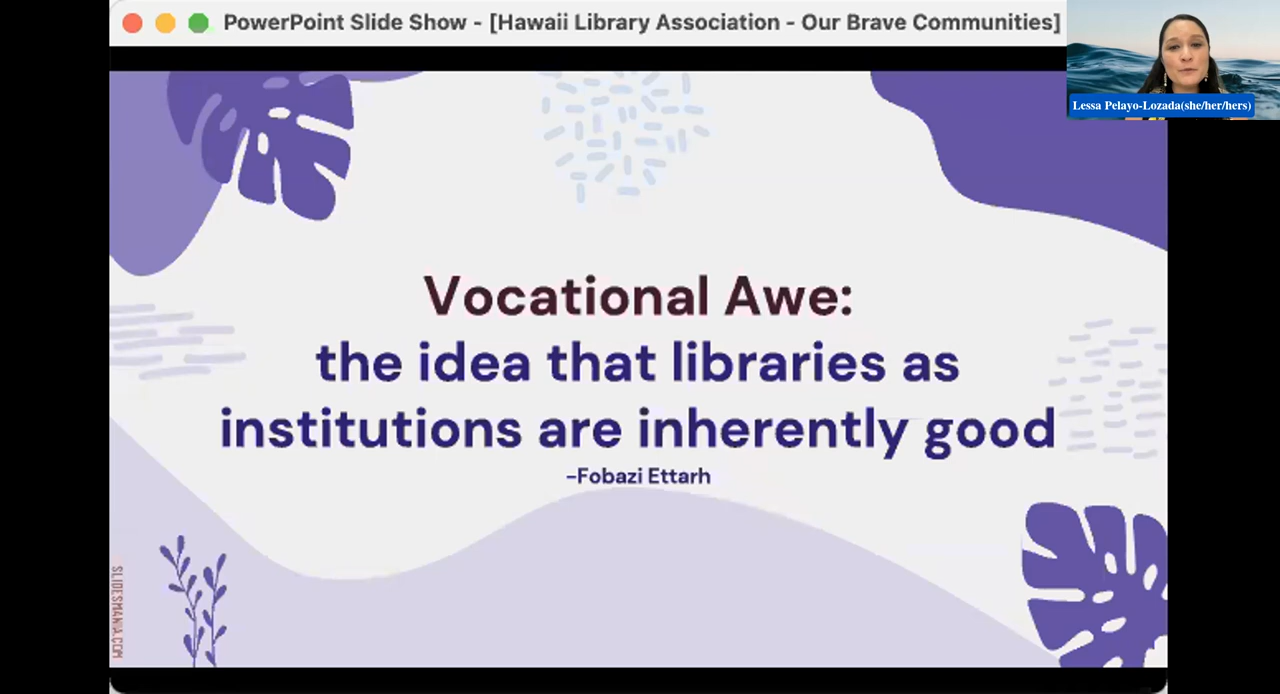 PowerPoint Slide Show - [Hawaii Library Association - Our Brave Communities]
Lessa Pelayo-Lozada(she/her/hers)
Vocational Awe:
the idea that libraries as
institutions are inherently good
–Fobazi Ettarh
SLIDESMANIA.COM